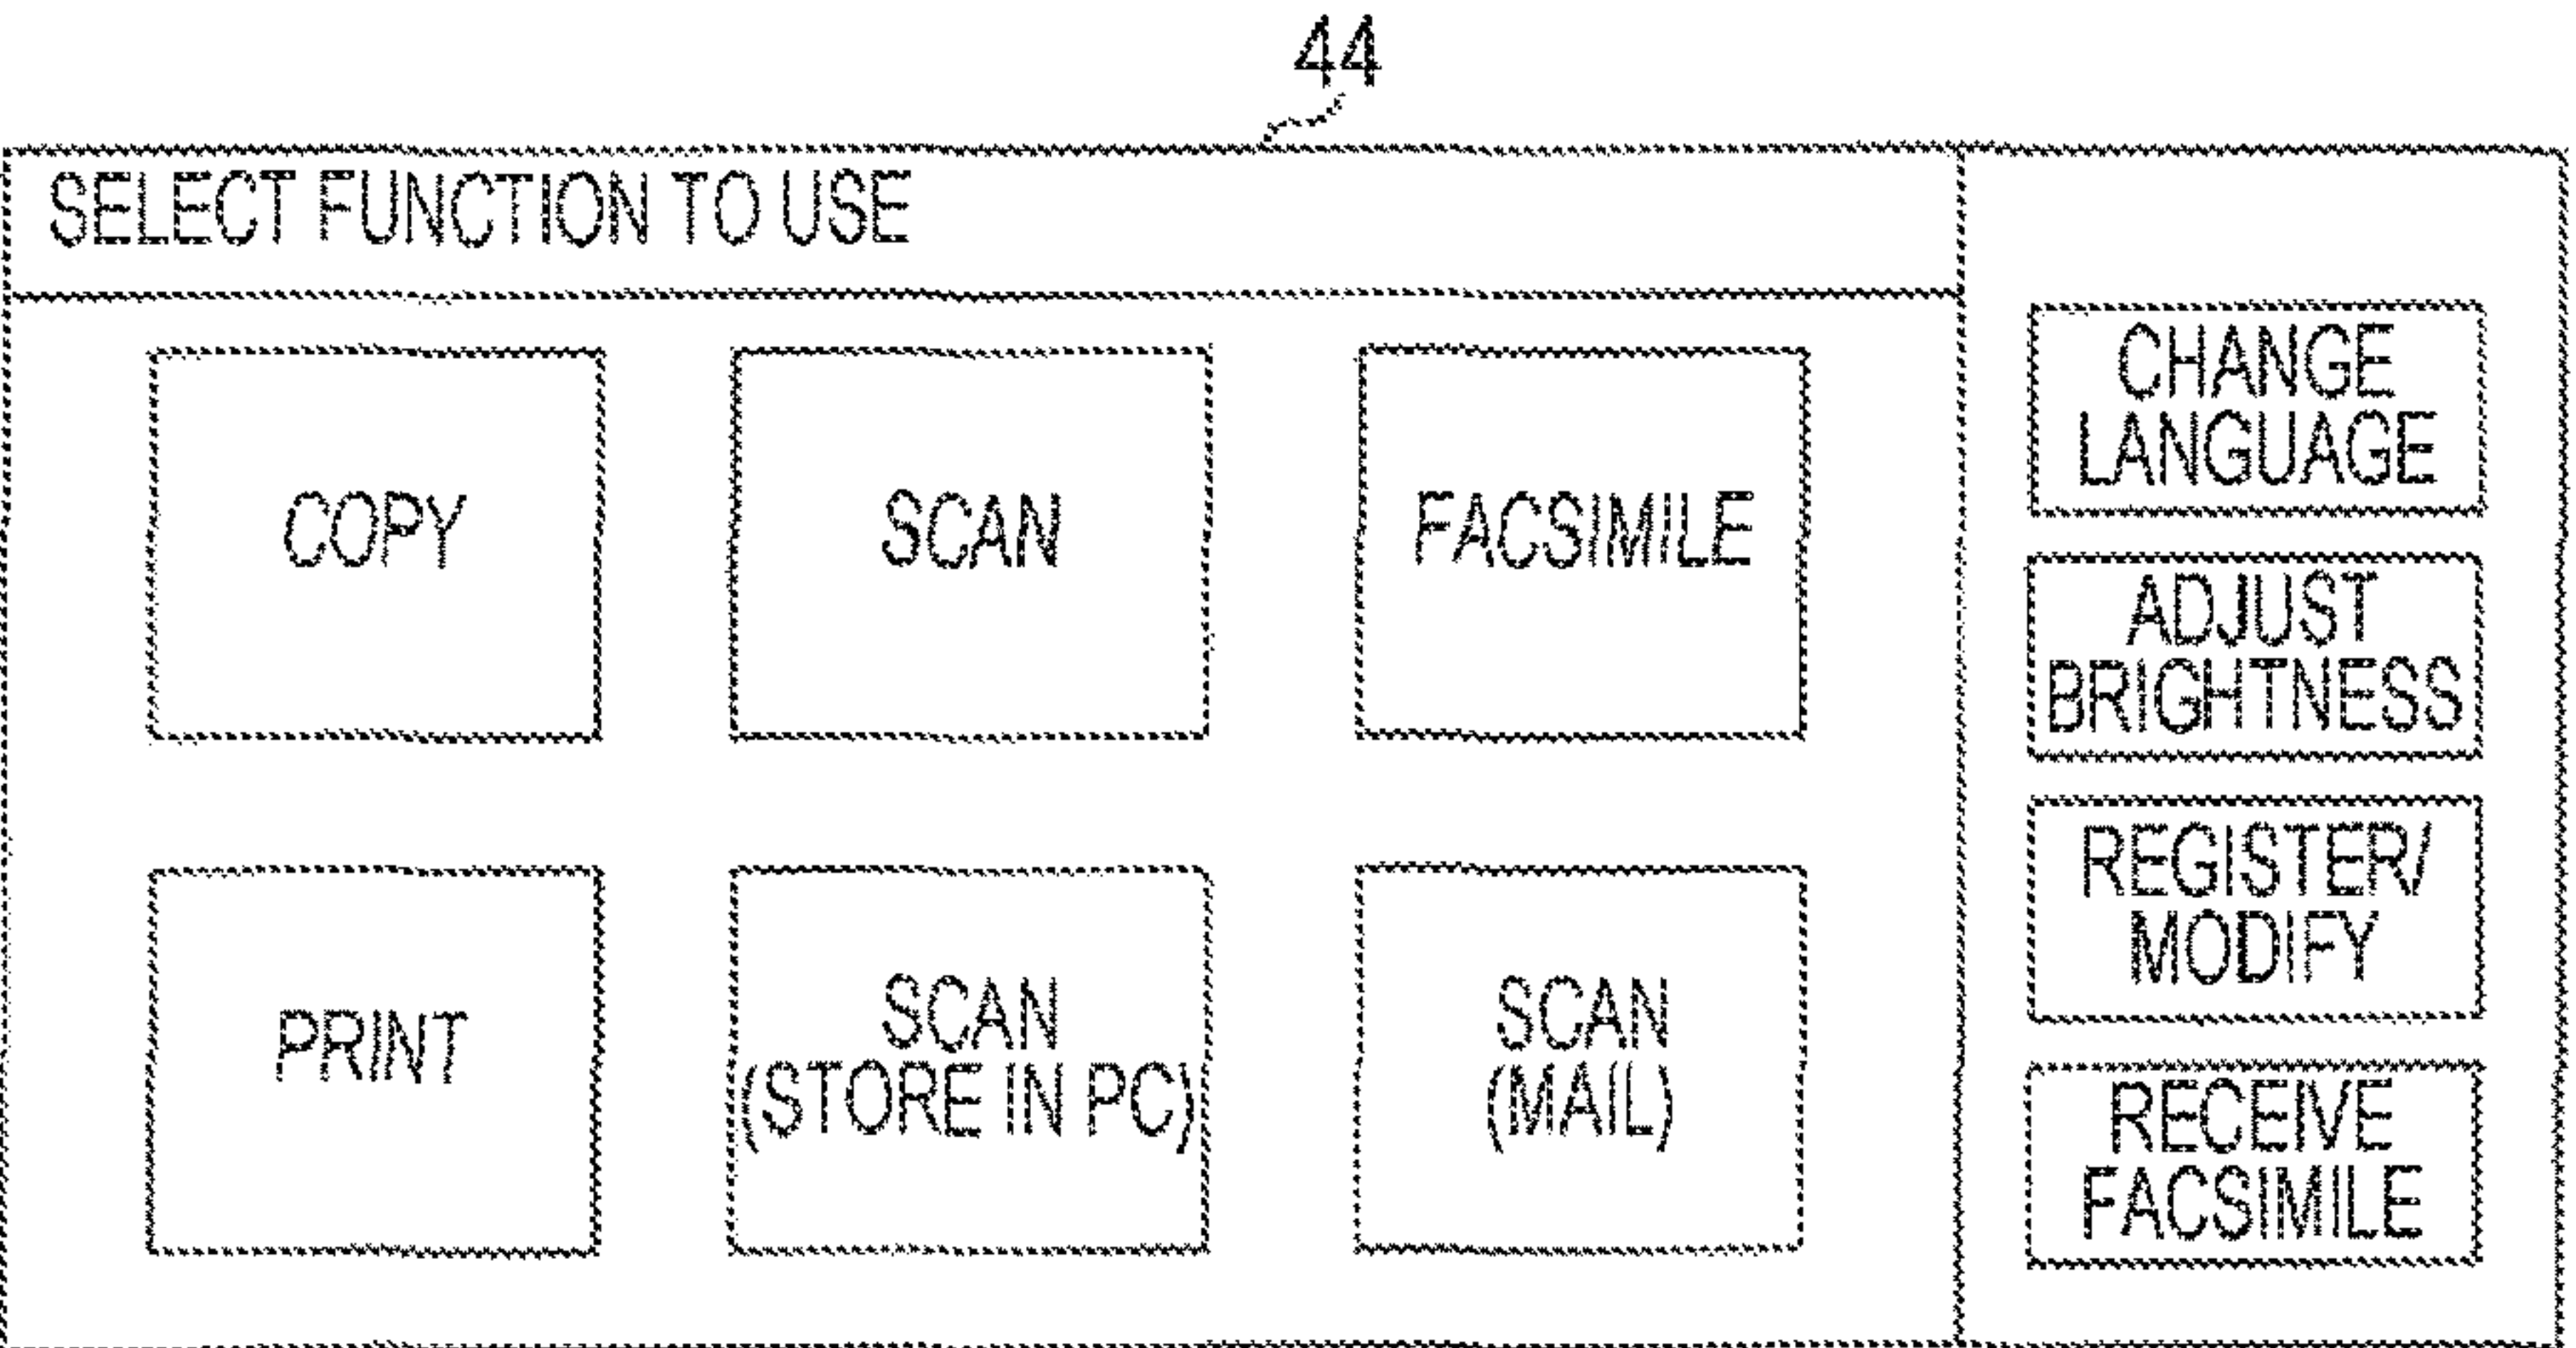 44
SELECT FUNCTION TO USE
COPY
SCAN
FACSIMILE
PRINT
SCAN
(STORE IN PC)
SCAN
(MAIL)
CHANGE
LANGUAGE
ADJUST
BRIGHTNESS
REGISTER/
MODIFY
RECEIVE
FACSIMILE